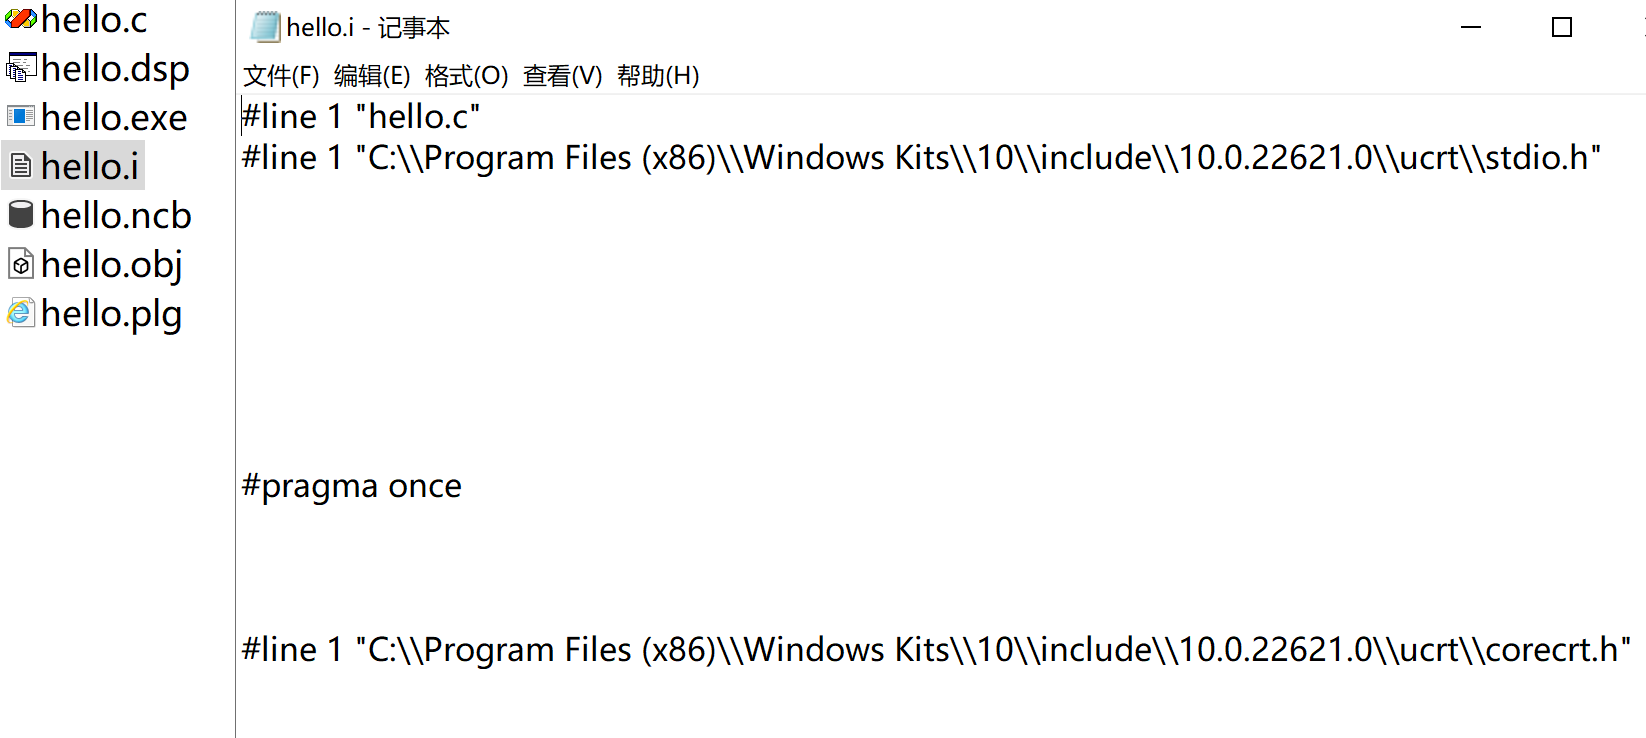 hello.c
hello.dsp
hello.exe
hello.i
hello.ncb
hello.obj
hello.plg
hello.i - 记事本
文件(F) 编辑(E) 格式(O) 查看(V) 帮助(H)
#line 1 "hello.c"
#line 1 "C:\\Program Files (x86)\\Windows Kits\\10\\include\\10.0.22621.0\\ucrt\\stdio.h"
#pragma once
#line 1 "C:\\Program Files (x86)\\Windows Kits\\10\\include\\10.0.22621.0\\ucrt\\corecrt.h"